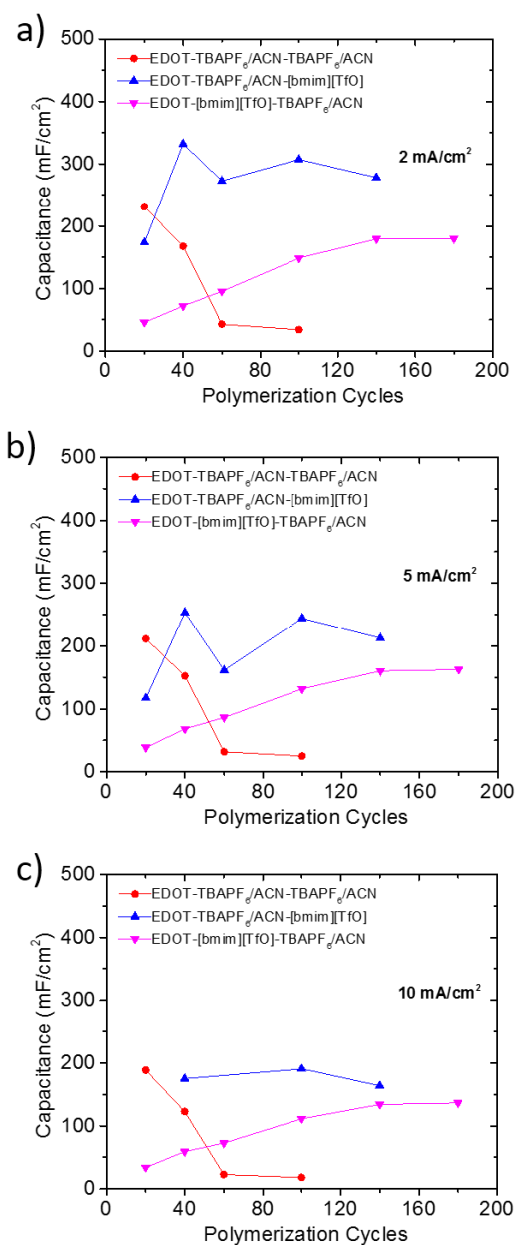 a)
500
400
300
200
100
0
Capacitance (mF/cm²)
EDOT-TBAPF₆/ACN-TBAPF₆/ACN
EDOT-TBAPF₆/ACN-[bmim][TfO]
EDOT-[bmim][TfO]-TBAPF₆/ACN
2 mA/cm²
0 40 80 120 160 200
Polymerization Cycles
b)
500
400
300
200
100
0
Capacitance (mF/cm²)
EDOT-TBAPF₆/ACN-TBAPF₆/ACN
EDOT-TBAPF₆/ACN-[bmim][TfO]
EDOT-[bmim][TfO]-TBAPF₆/ACN
5 mA/cm²
0 40 80 120 160 200
Polymerization Cycles
c)
500
400
300
200
100
0
Capacitance (mF/cm²)
EDOT-TBAPF₆/ACN-TBAPF₆/ACN
EDOT-TBAPF₆/ACN-[bmim][TfO]
EDOT-[bmim][TfO]-TBAPF₆/ACN
10 mA/cm²
0 40 80 120 160 200
Polymerization Cycles